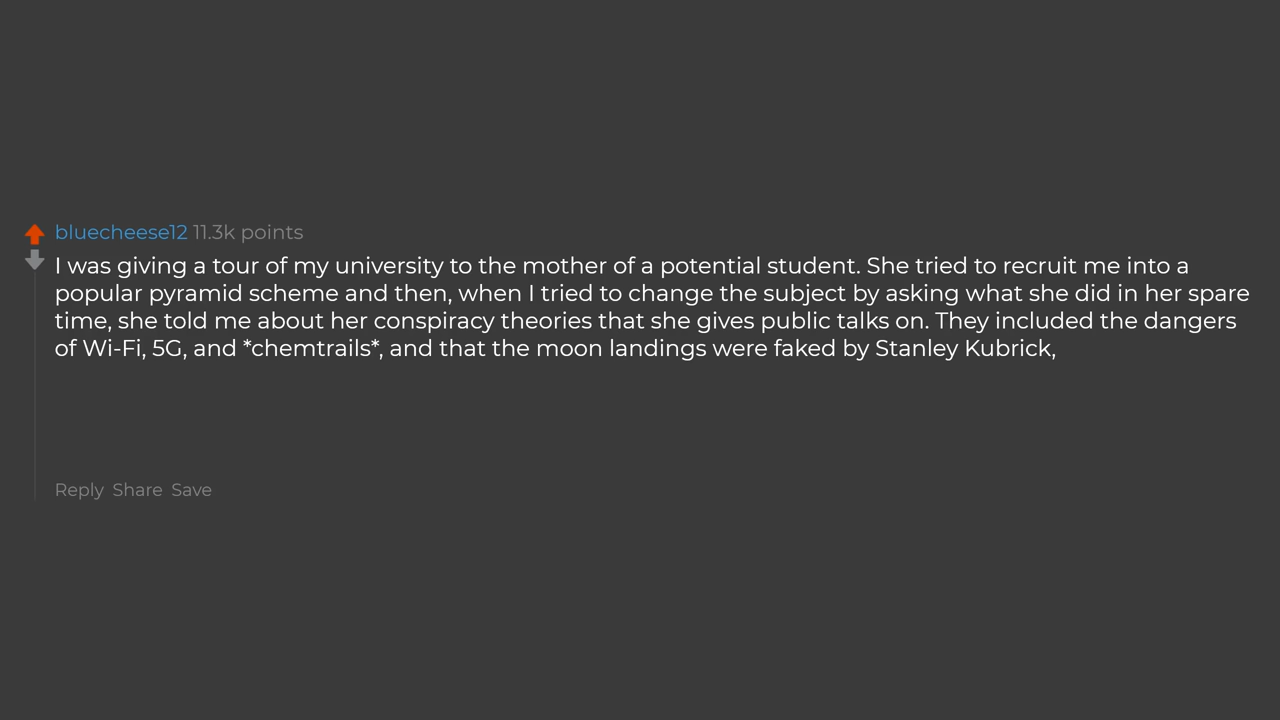 bluecheese12 11.3k points
I was giving a tour of my university to the mother of a potential student. She tried to recruit me into a
popular pyramid scheme and then, when I tried to change the subject by asking what she did in her spare
time, she told me about her conspiracy theories that she gives public talks on. They included the dangers
of Wi-Fi, 5G, and *chemtrails*, and that the moon landings were faked by Stanley Kubrick,
Reply Share Save